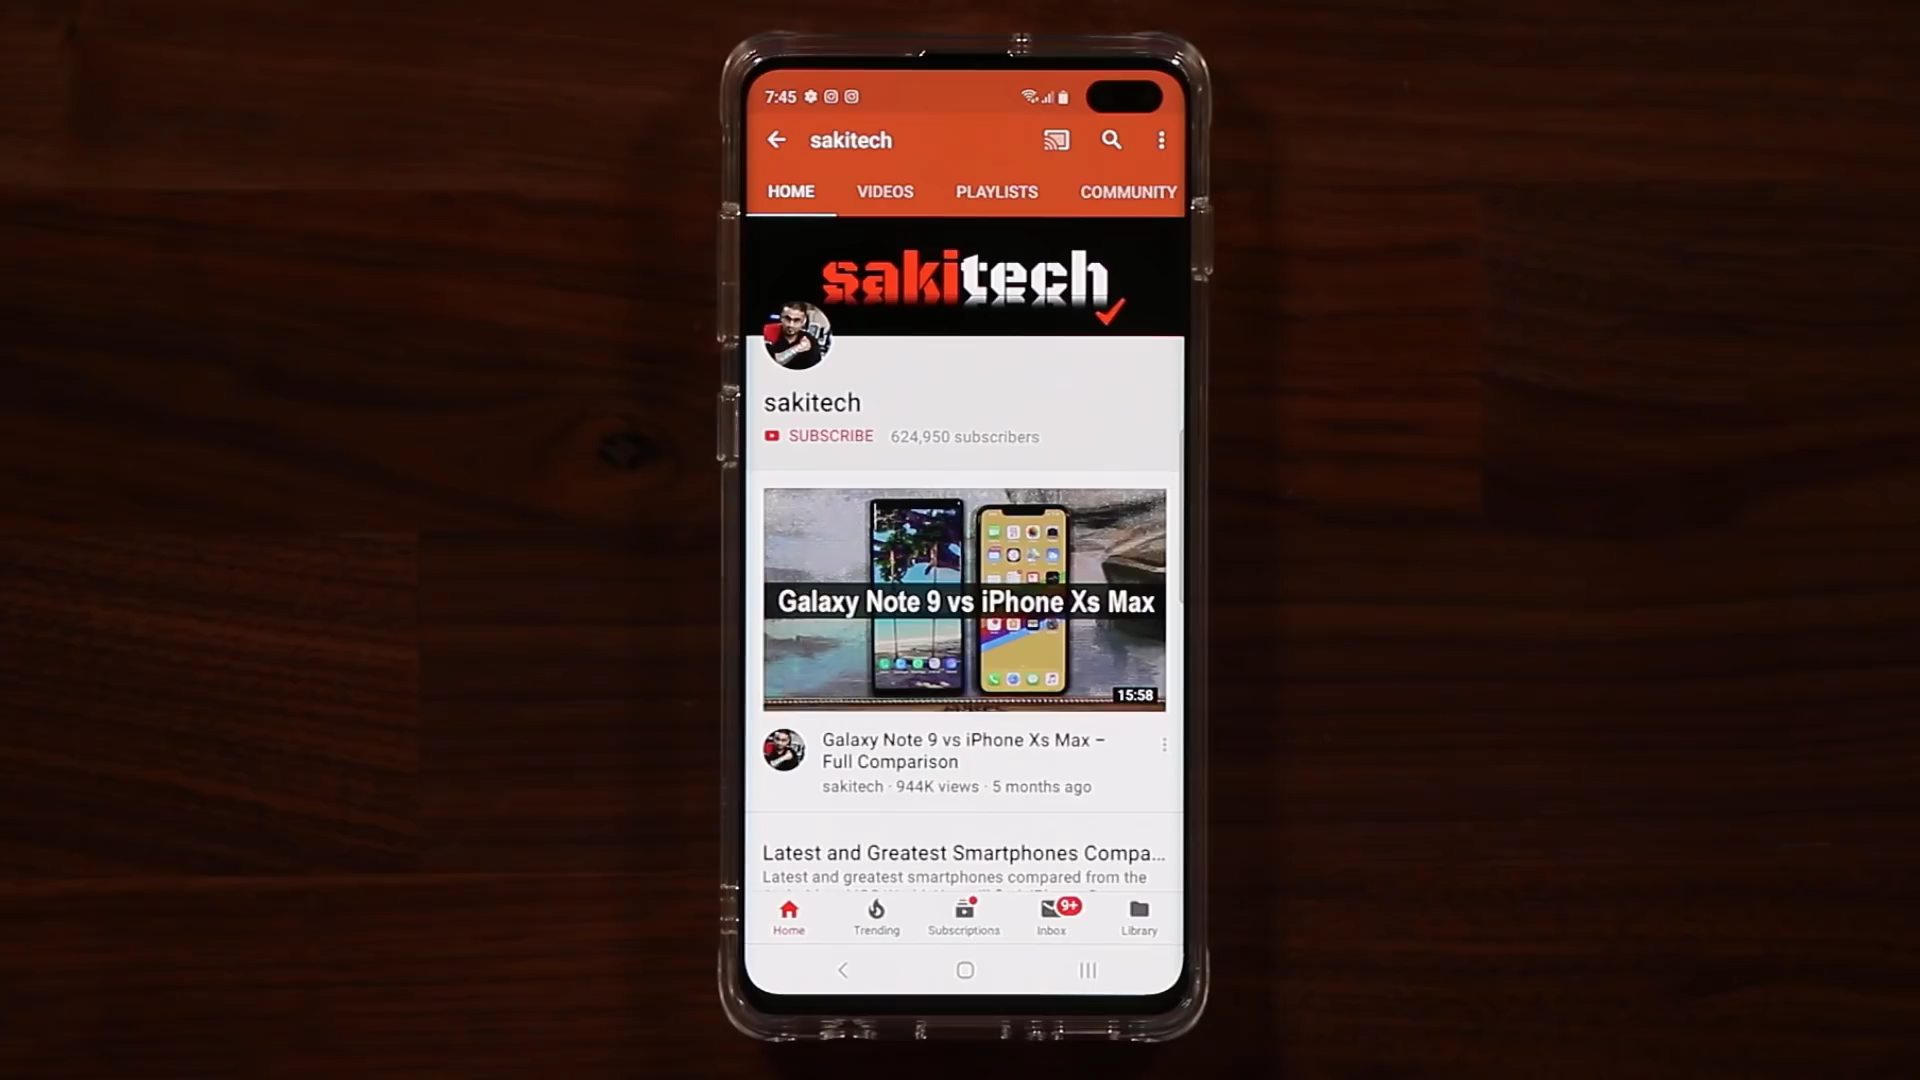 7:45
sakitech
HOME VIDEOS PLAYLISTS COMMUNITY
sakitech
sakitech
SUBSCRIBE 624,950 subscribers
Galaxy Note 9 vs iPhone Xs Max
15:58
Galaxy Note 9 vs iPhone Xs Max –
Full Comparison
sakitech · 944K views · 5 months ago
Latest and Greatest Smartphones Compa...
Latest and greatest smartphones compared from the
9+
Home Trending Subscriptions Inbox Library